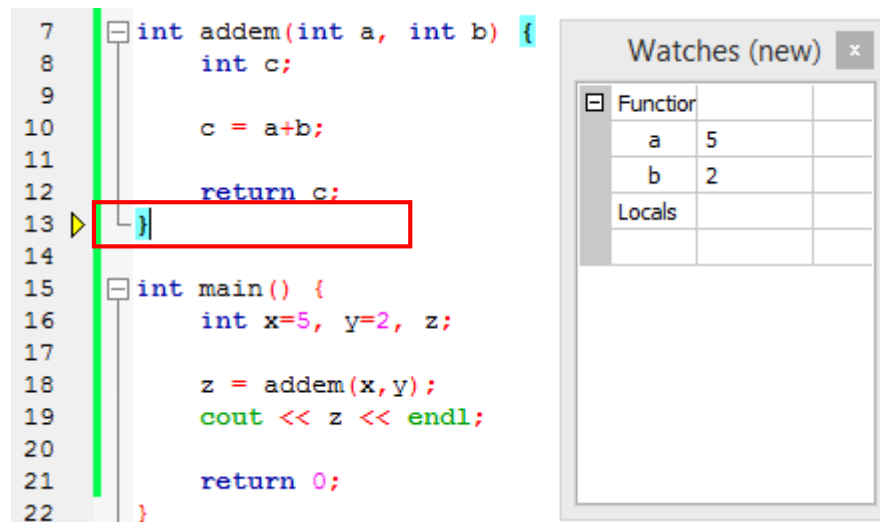 7 int addem(int a, int b) {
8 int c;
9
10 c = a+b;
11
12 return c;
13 }
14
15 int main() {
16 int x=5, y=2, z;
17
18 z = addem(x,y);
19 cout << z << endl;
20
21 return 0;
22 }
Watches (new) x
Function
a 5
b 2
Locals